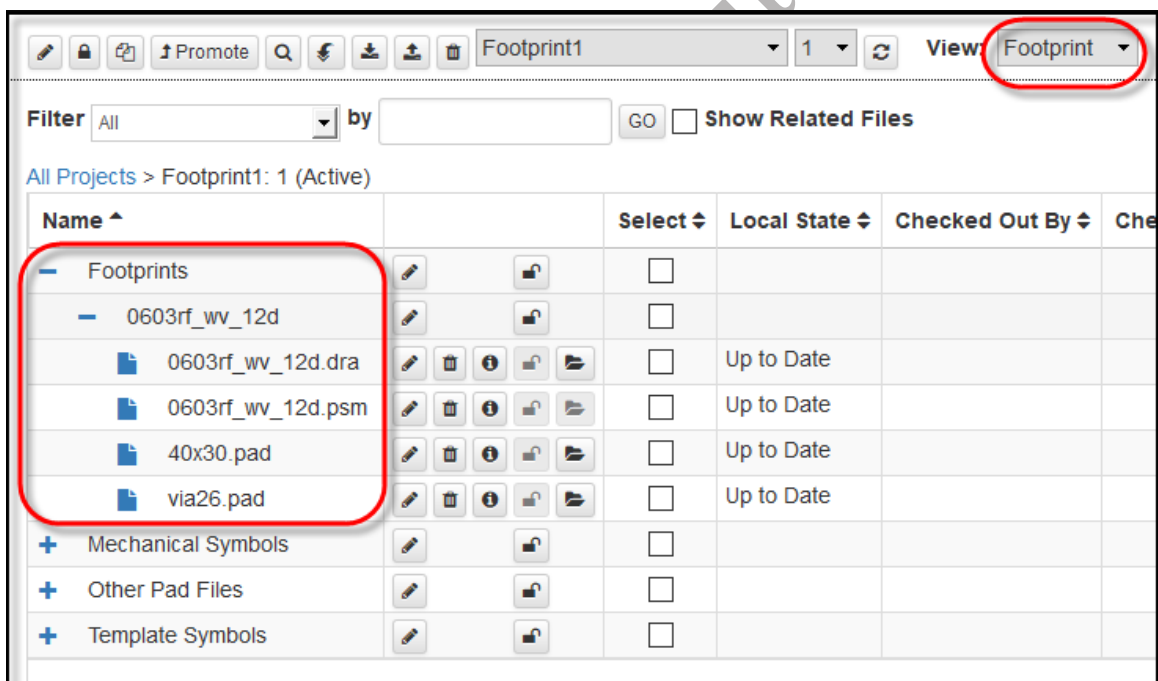 Promote Footprint1 1 View: Footprint
Filter All by GO Show Related Files
All Projects > Footprint1: 1 (Active)
Name Select Local State Checked Out By Che
Footprints
0603rf_wv_12d
0603rf_wv_12d.dra Up to Date
0603rf_wv_12d.psm Up to Date
40x30.pad Up to Date
via26.pad Up to Date
Mechanical Symbols
Other Pad Files
Template Symbols